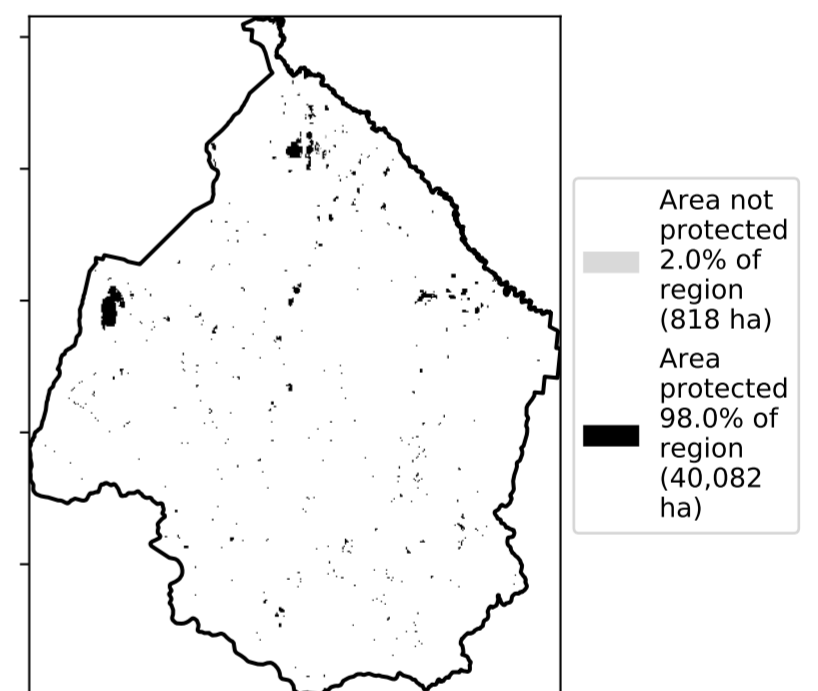 Area not
protected
2.0% of
region
(818 ha)
Area
protected
98.0% of
region
(40,082
ha)